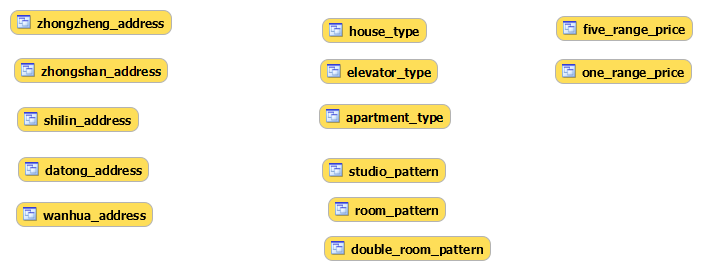 zhongzheng_address
zhongshan_address
shilin_address
datong_address
wanhua_address
house_type
elevator_type
apartment_type
studio_pattern
room_pattern
double_room_pattern
five_range_price
one_range_price